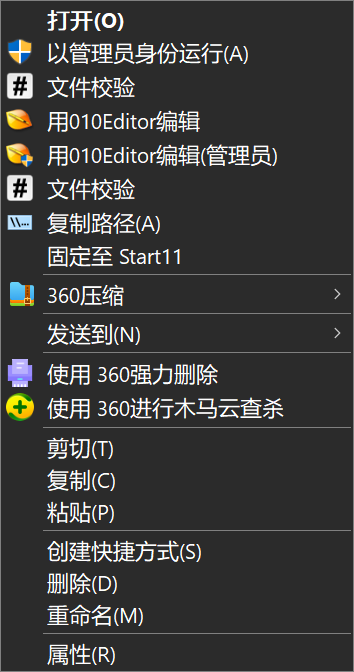 打开(O)
以管理员身份运行(A)
# 文件校验
用010Editor编辑
用010Editor编辑(管理员)
# 文件校验
\\... 复制路径(A)
固定至 Start11
360压缩
发送到(N)
使用 360强力删除
使用 360进行木马云查杀
剪切(T)
复制(C)
粘贴(P)
创建快捷方式(S)
删除(D)
重命名(M)
属性(R)